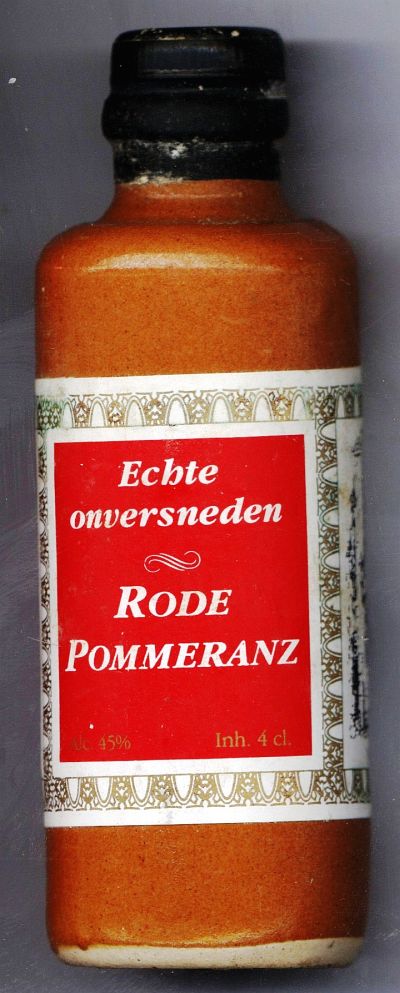 Echte
onversneden
RODE
POMMERANZ
Alc. 45% Inh. 4 cl.